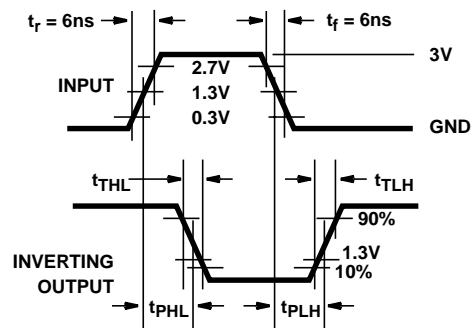 tr = 6ns
tf = 6ns
3V
INPUT
2.7V
1.3V
0.3V
GND
tTHL
tTLH
90%
1.3V
10%
INVERTING
OUTPUT
tPHL
tPLH